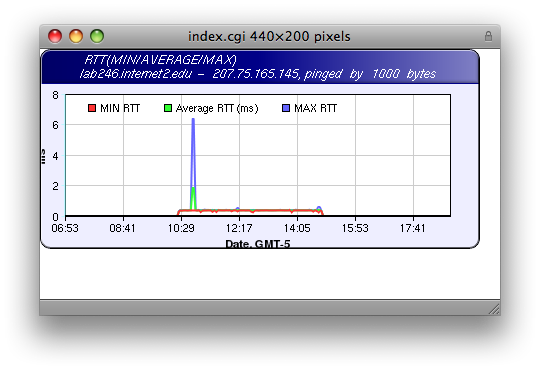 index.cgi 440×200 pixels
RTT(MIN/AVERAGE/MAX)
lab246.internet2.edu - 207.75.165.145, pinged by 1000 bytes
8
MIN RTT Average RTT (ms) MAX RTT
6
4
ms
2
0
06:53 08:41 10:29 12:17 14:05 15:53 17:41
Date, GMT-5